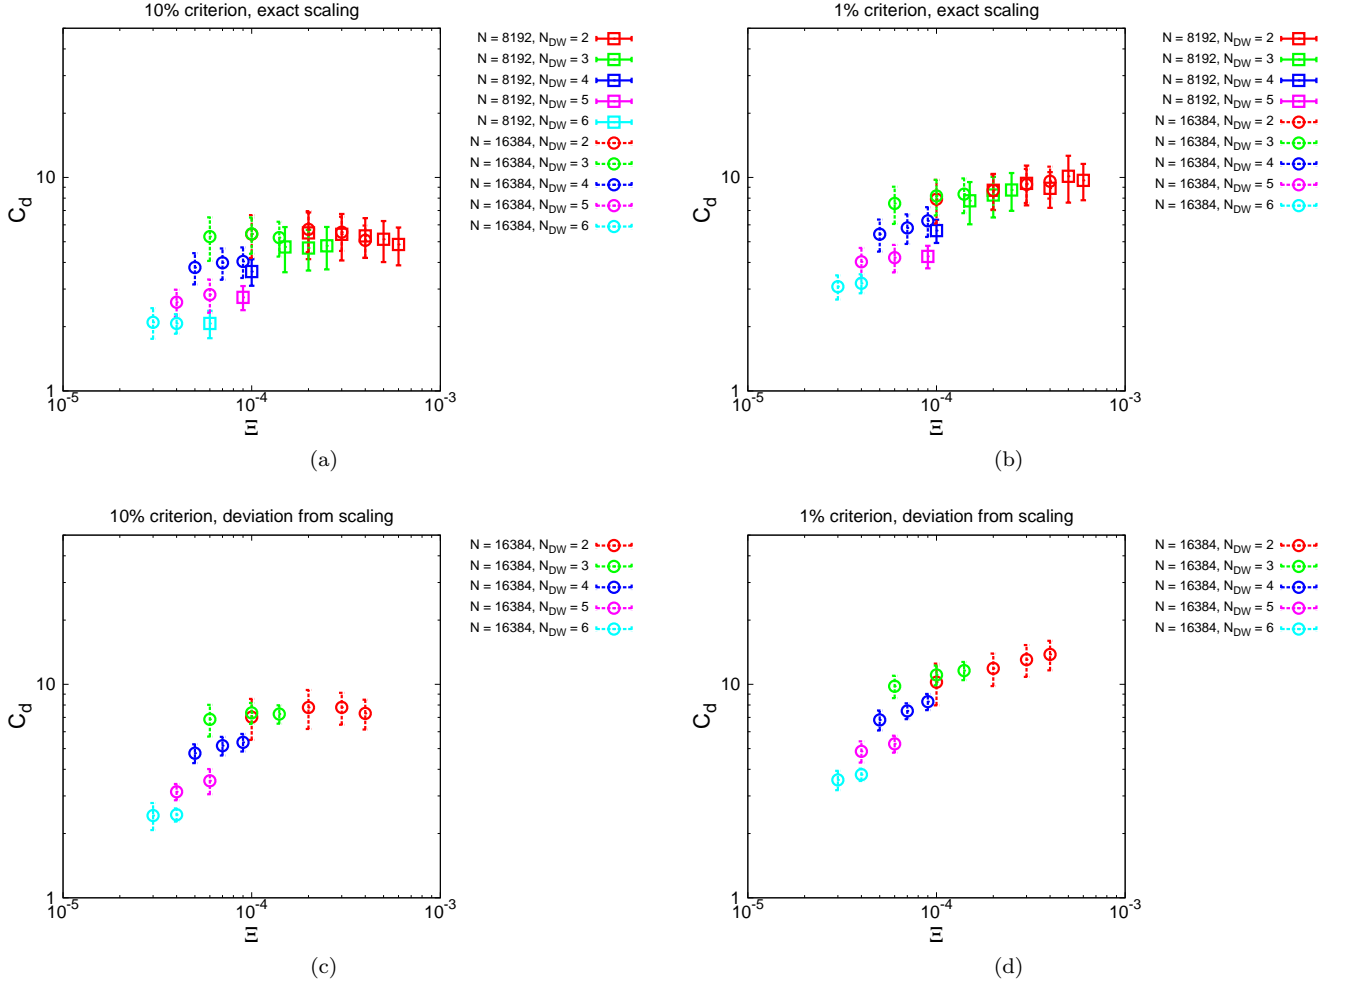 10% criterion, exact scaling
C_d
10
1
10^-5
10^-4
10^-3
Ξ
N = 8192, N_DW = 2
N = 8192, N_DW = 3
N = 8192, N_DW = 4
N = 8192, N_DW = 5
N = 8192, N_DW = 6
N = 16384, N_DW = 2
N = 16384, N_DW = 3
N = 16384, N_DW = 4
N = 16384, N_DW = 5
N = 16384, N_DW = 6
(a)
1% criterion, exact scaling
C_d
10
1
10^-5
10^-4
10^-3
Ξ
N = 8192, N_DW = 2
N = 8192, N_DW = 3
N = 8192, N_DW = 4
N = 8192, N_DW = 5
N = 16384, N_DW = 2
N = 16384, N_DW = 3
N = 16384, N_DW = 4
N = 16384, N_DW = 5
N = 16384, N_DW = 6
(b)
10% criterion, deviation from scaling
C_d
10
1
10^-5
10^-4
10^-3
Ξ
N = 16384, N_DW = 2
N = 16384, N_DW = 3
N = 16384, N_DW = 4
N = 16384, N_DW = 5
N = 16384, N_DW = 6
(c)
1% criterion, deviation from scaling
C_d
10
1
10^-5
10^-4
10^-3
Ξ
N = 16384, N_DW = 2
N = 16384, N_DW = 3
N = 16384, N_DW = 4
N = 16384, N_DW = 5
N = 16384, N_DW = 6
(d)